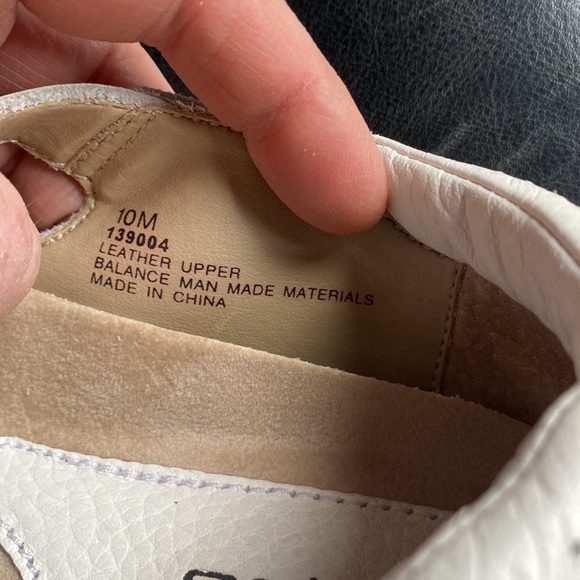 10M
139004
LEATHER UPPER
BALANCE MAN MADE MATERIALS
MADE IN CHINA